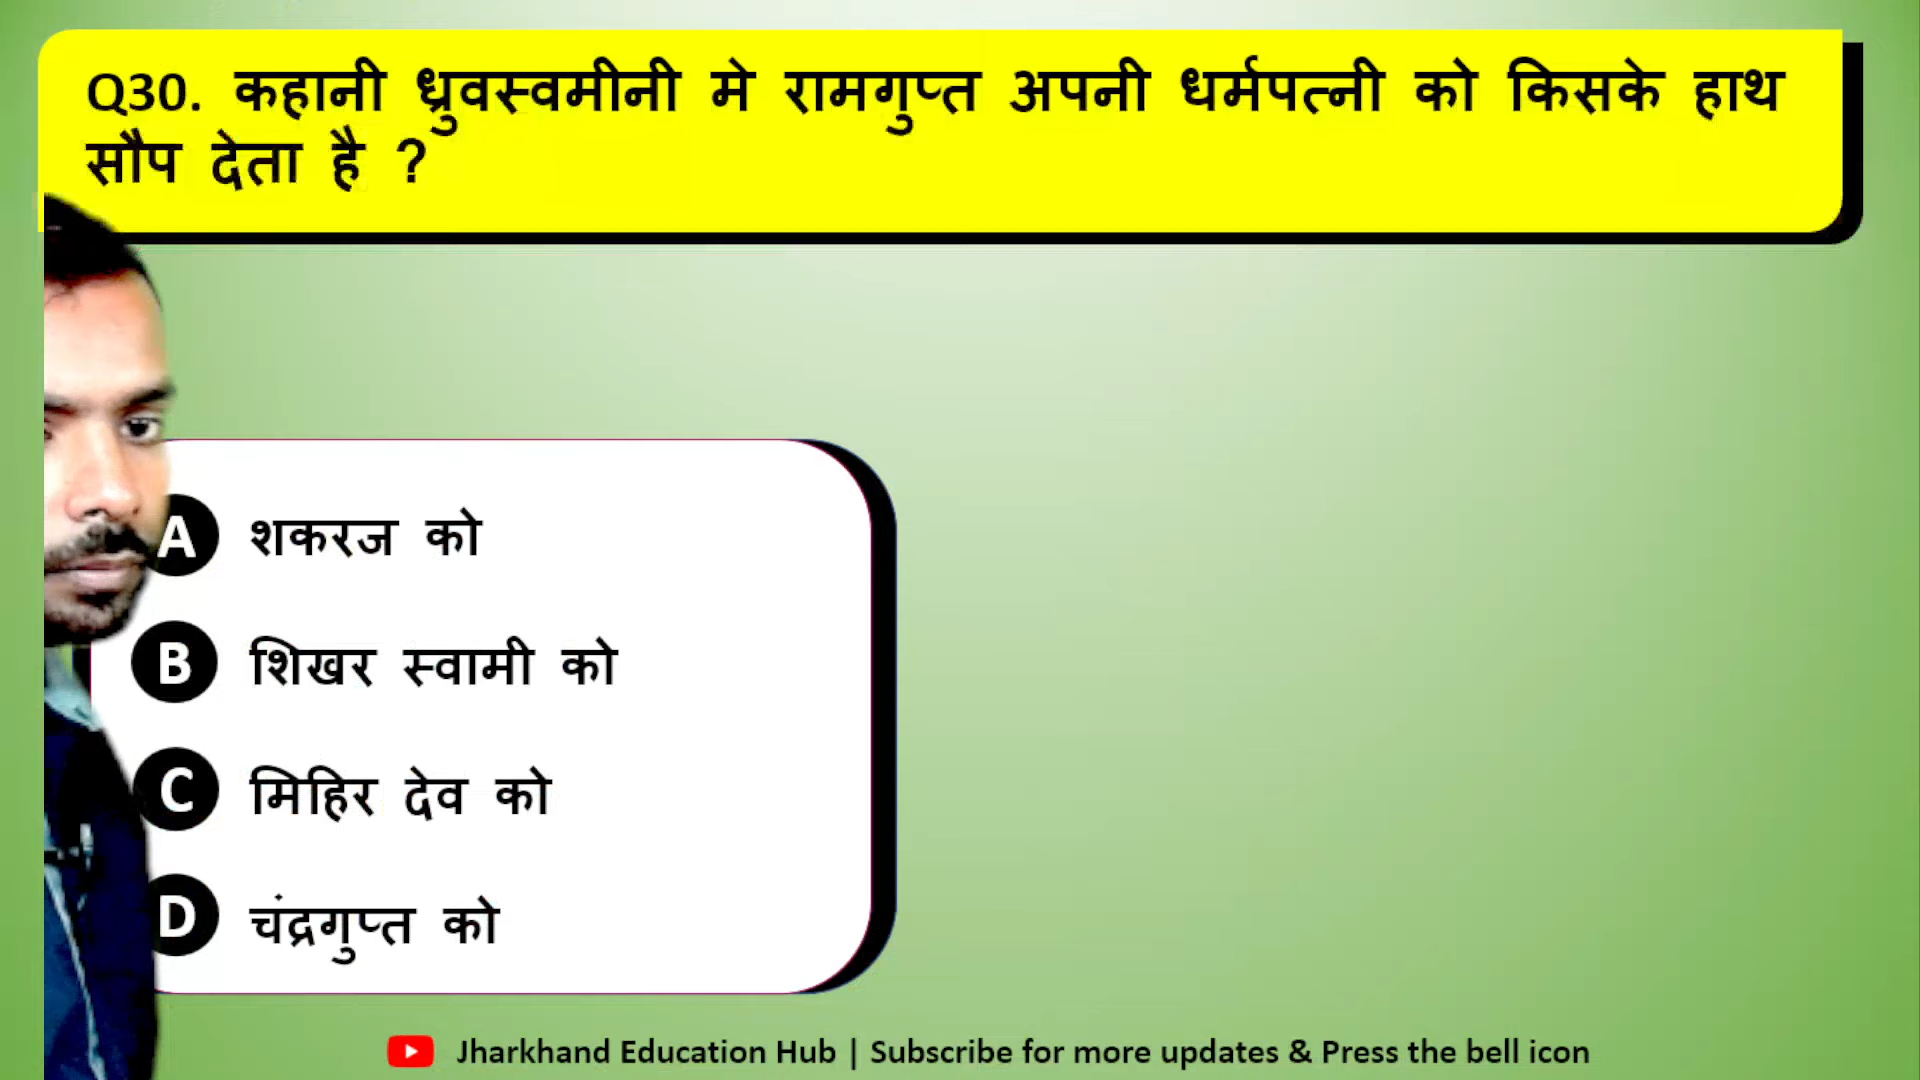 Q30. कहानी ध्रुवस्वमीनी मे रामगुप्त अपनी धर्मपत्नी को किसके हाथ
सौप देता है ?
A शकरज को
B शिखर स्वामी को
C मिहिर देव को
D चंद्रगुप्त को
Jharkhand Education Hub | Subscribe for more updates & Press the bell icon